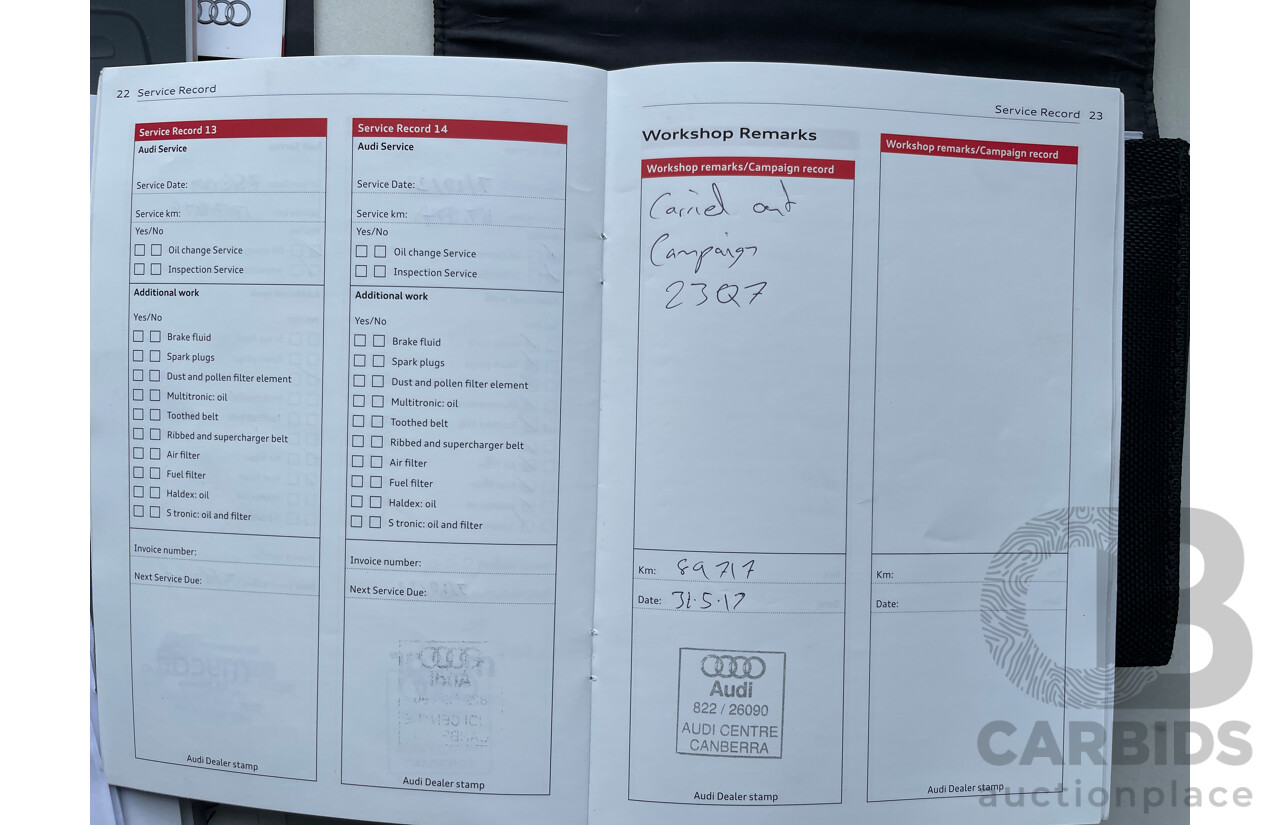 22 Service Record
Service Record 13
Audi Service
Service Date:
Service km:
Yes/No
Oil change Service
Inspection Service
Additional work
Yes/No
Brake fluid
Spark plugs
Dust and pollen filter element
Multitronic: oil
Toothed belt
Ribbed and supercharger belt
Air filter
Fuel filter
Haldex: oil
S tronic: oil and filter
Invoice number:
Next Service Due:
Audi Dealer stamp
Service Record 14
Audi Service
Service Date:
Service km:
Yes/No
Oil change Service
Inspection Service
Additional work
Yes/No
Brake fluid
Spark plugs
Dust and pollen filter element
Multitronic: oil
Toothed belt
Ribbed and supercharger belt
Air filter
Fuel filter
Haldex: oil
S tronic: oil and filter
Invoice number:
Next Service Due:
Audi Dealer stamp
Service Record 23
Workshop Remarks
Workshop remarks/Campaign record
Carried out
Campaign
23Q7
Km: 89 717
Date: 31.5.17
Audi
822 / 26090
AUDI CENTRE
CANBERRA
Audi Dealer stamp
Workshop remarks/Campaign record
Km:
Date:
Audi Dealer stamp
CARBIDS
auctionplace